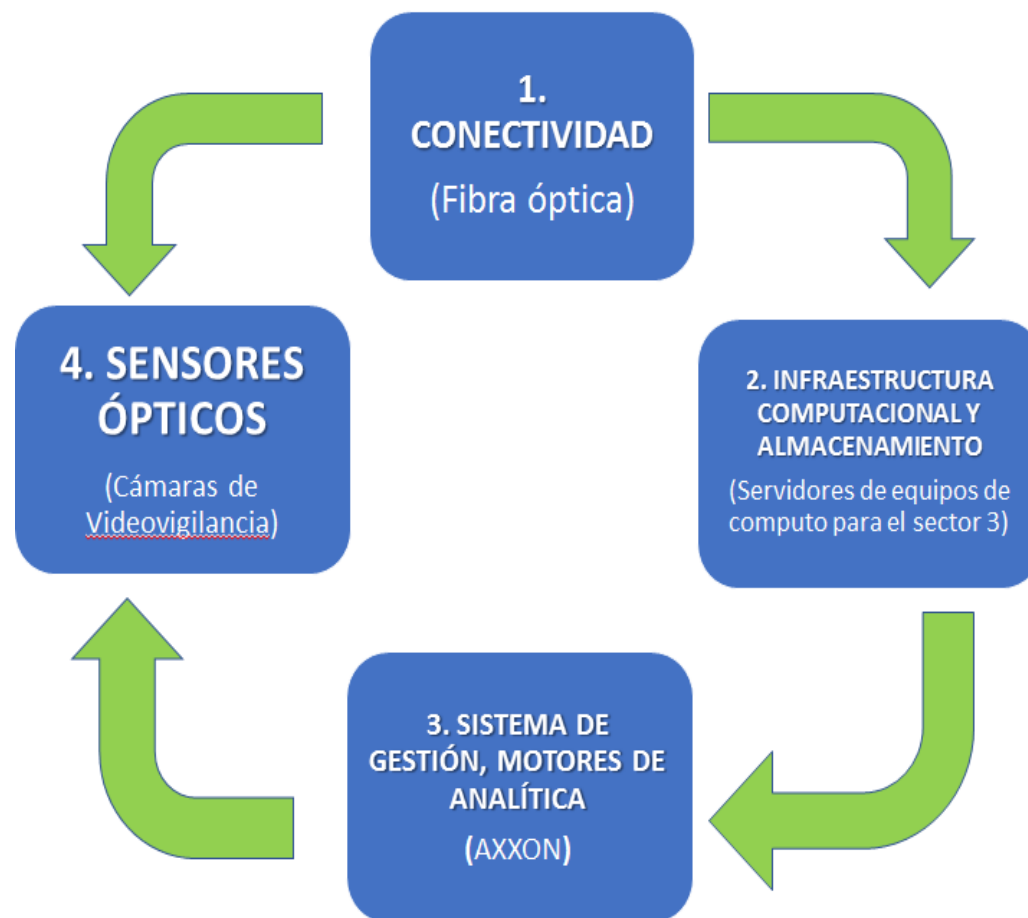 1.
CONECTIVIDAD
(Fibra óptica)
4. SENSORES
ÓPTICOS
(Cámaras de
Videovigilancia)
2. INFRAESTRUCTURA
COMPUTACIONAL Y
ALMACENAMIENTO
(Servidores de equipos de
computo para el sector 3)
3. SISTEMA DE
GESTIÓN, MOTORES DE
ANALÍTICA
(AXXON)